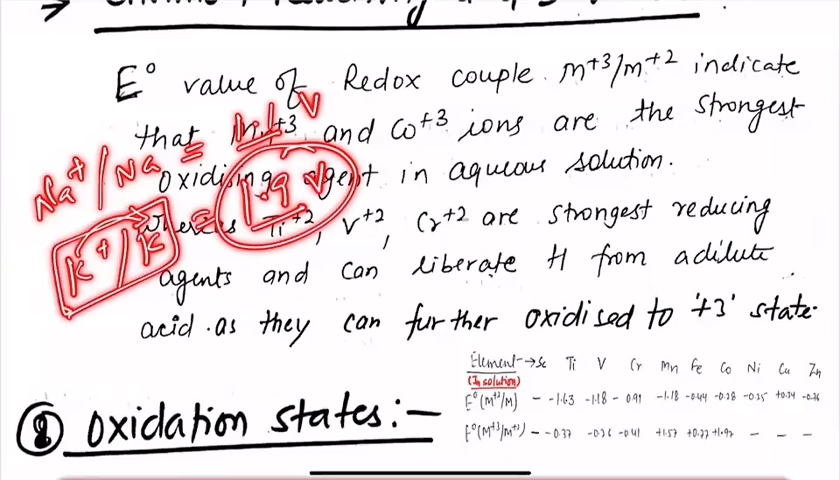 E° value of Redox couple M+3/M+2 indicate
that Mn+3 and Co+3 ions are the strongest
oxidising agent in aqueous solution.
whereas Ti+2, V+2, Cr+2 are strongest reducing
agents and can liberate H from a dilute
acid. as they can further oxidised to '+3' state.
Na+/Na = 1.1 V
K+/K = 1.9 V
Element → Sc Ti V Cr Mn Fe Co Ni Cu Zn
(In solution)
E°(M+2/M) – -1.63 -1.18 -0.91 -1.18 -0.44 -0.28 -0.25 +0.34 -0.76
E°(M+3/M+2) – -0.37 -0.26 -0.41 +1.57 +0.77 +1.97 – – –
⑧ Oxidation states:-